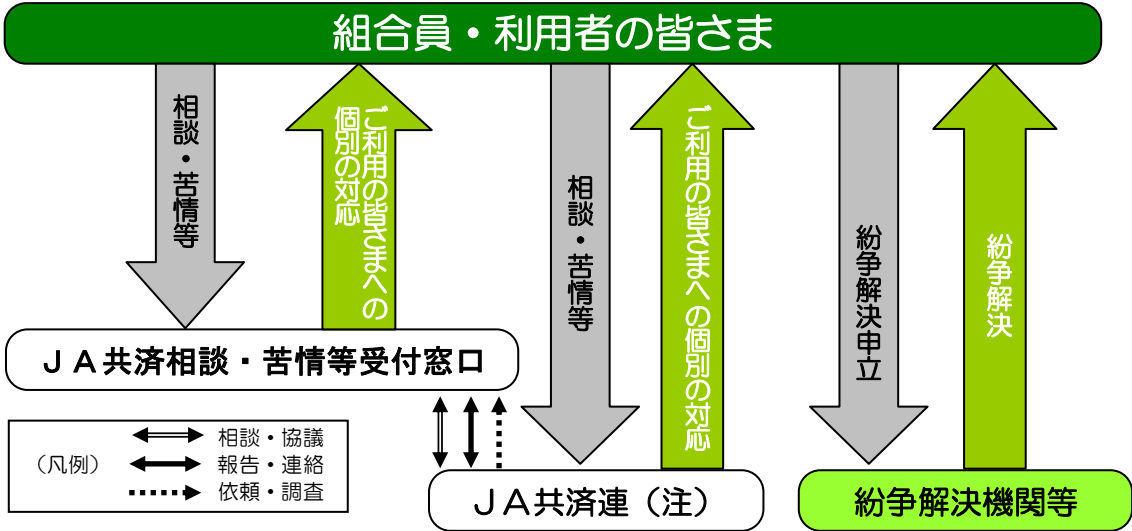 組合員・利用者の皆さま
相談・苦情等
ご利用の皆さまへの
個別の対応
相談・苦情等
ご利用の皆さまへの個別の対応
紛争解決申立
紛争解決
ＪＡ共済相談・苦情等受付窓口
（凡例）
相談・協議
報告・連絡
依頼・調査
ＪＡ共済連（注）
紛争解決機関等